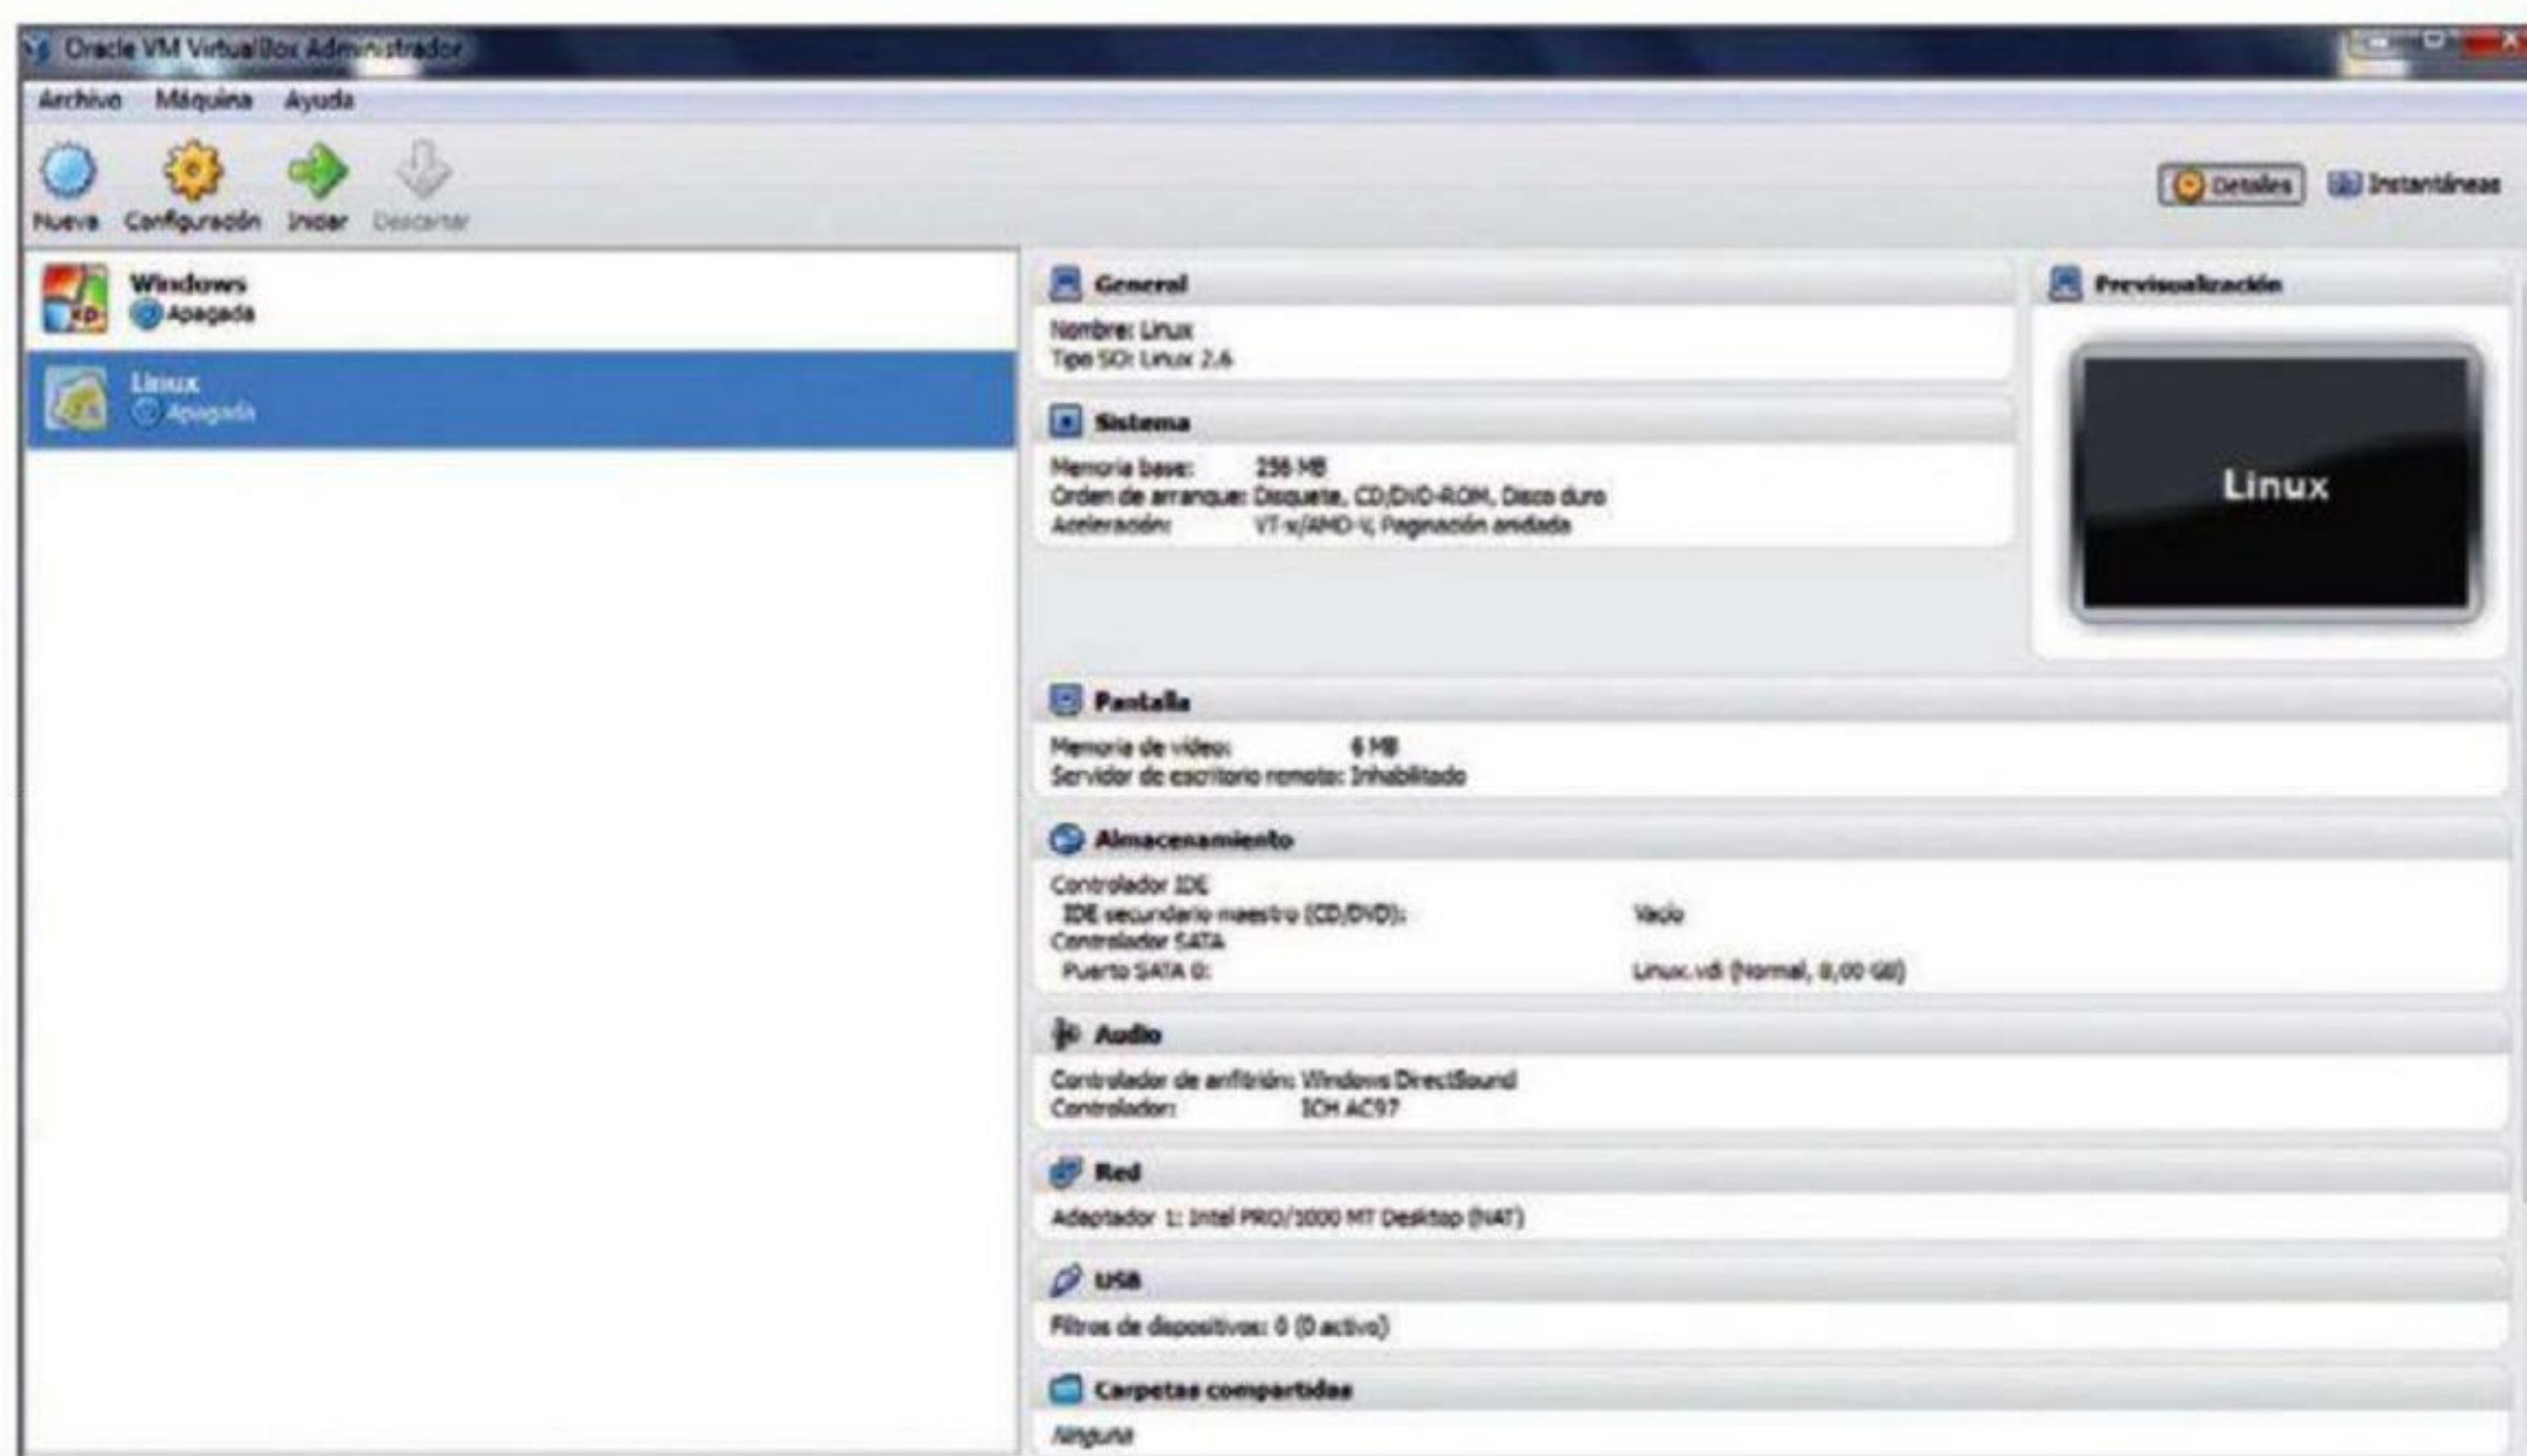 Oracle VM VirtualBox Administrador
Archivo Máquina Ayuda
Nueva Configuración Iniciar Descartar
Detalles Instantáneas
Windows
Apagada
Linux
Apagada
General
Nombre: Linux
Tipo SO: Linux 2.6
Sistema
Memoria base: 256 MB
Orden de arranque: Disquete, CD/DVD-ROM, Disco duro
Aceleración: VT-x/AMD-V, Paginación anidada
Previsualización
Linux
Pantalla
Memoria de vídeo: 6 MB
Servidor de escritorio remoto: Inhabilitado
Almacenamiento
Controlador IDE
IDE secundario maestro (CD/DVD): Vacío
Controlador SATA
Puerto SATA 0: Linux.vdi (Normal, 8,00 GB)
Audio
Controlador de anfitrión: Windows DirectSound
Controlador: ICH AC97
Red
Adaptador 1: Intel PRO/1000 MT Desktop (NAT)
USB
Filtros de dispositivos: 0 (0 activo)
Carpetas compartidas
Ninguna